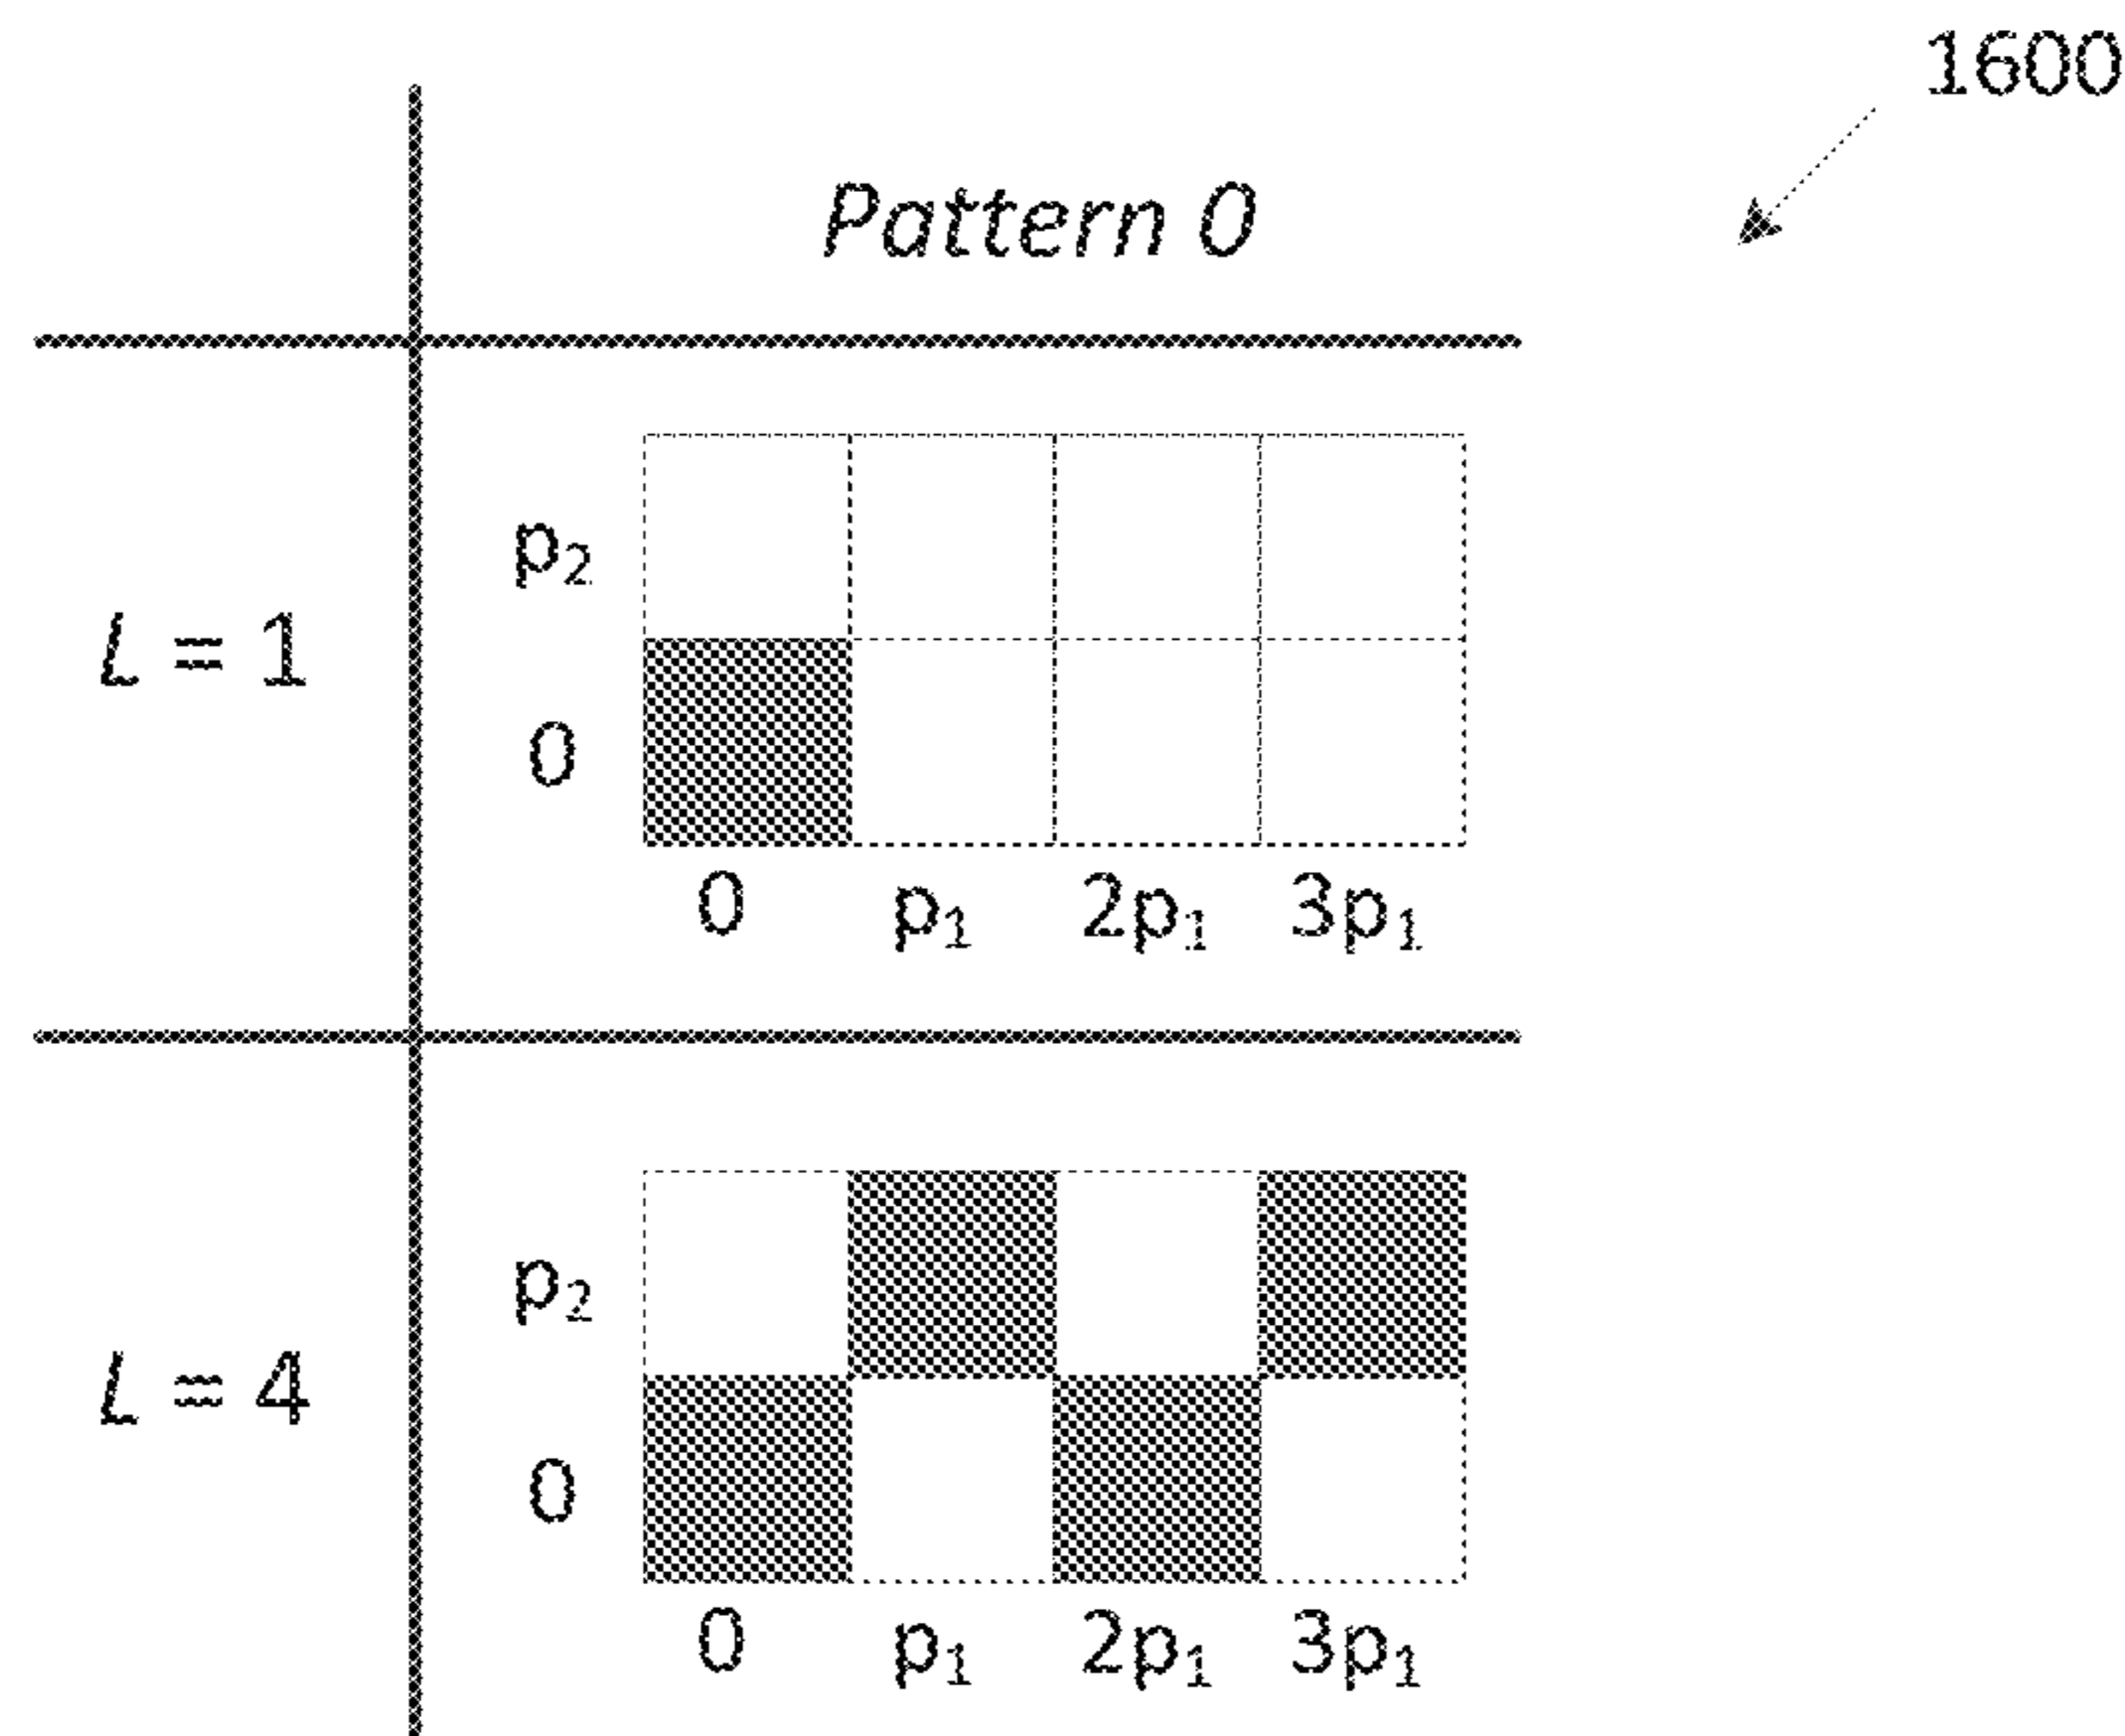 1600
Pattern 0
L = 1
p₂
0
0 p₁ 2p₁ 3p₁
L = 4
p₂
0
0 p₁ 2p₁ 3p₁